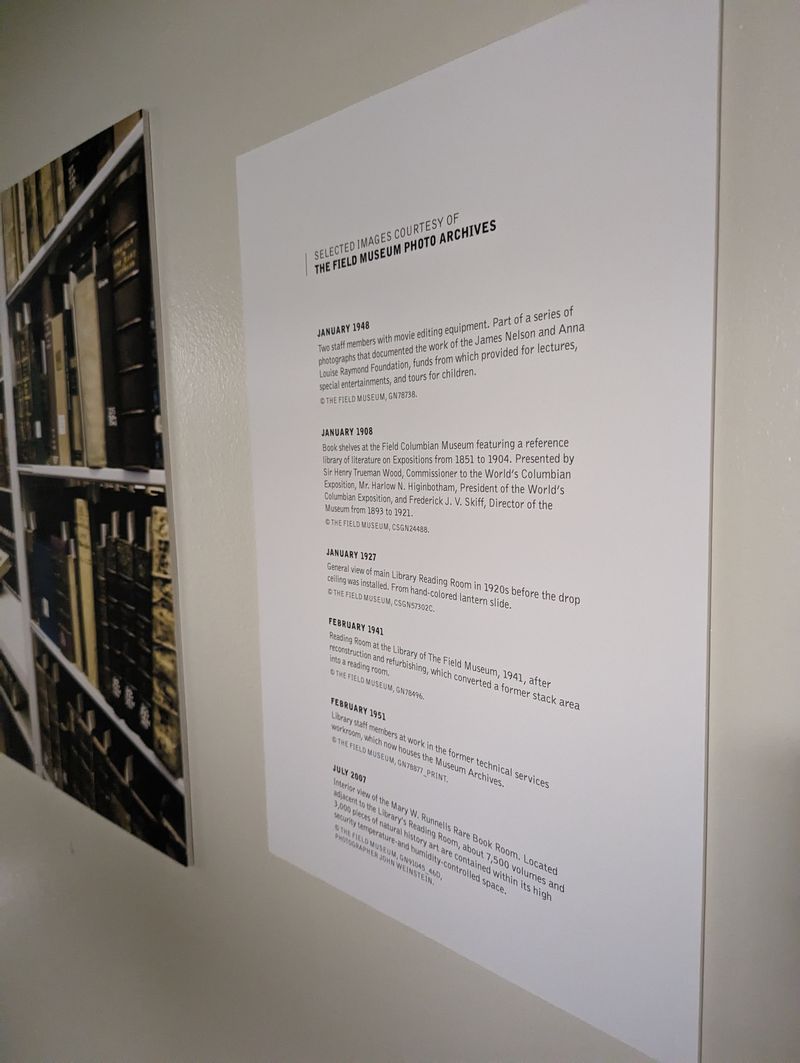 SELECTED IMAGES COURTESY OF
THE FIELD MUSEUM PHOTO ARCHIVES
JANUARY 1948
Two staff members with movie editing equipment. Part of a series of
photographs that documented the work of the James Nelson and Anna
Louise Raymond Foundation, funds from which provided for lectures,
special entertainments, and tours for children.
© THE FIELD MUSEUM, GN78738.
JANUARY 1908
Book shelves at the Field Columbian Museum featuring a reference
library of literature on Expositions from 1851 to 1904. Presented by
Sir Henry Trueman Wood, Commissioner to the World's Columbian
Exposition, Mr. Harlow N. Higinbotham, President of the World's
Columbian Exposition, and Frederick J. V. Skiff, Director of the
Museum from 1893 to 1921.
© THE FIELD MUSEUM, CSGN24488.
JANUARY 1927
General view of main Library Reading Room in 1920s before the drop
ceiling was installed. From hand-colored lantern slide.
© THE FIELD MUSEUM, CSGN57302C.
FEBRUARY 1941
Reading Room at the Library of The Field Museum, 1941, after
reconstruction and refurbishing, which converted a former stack area
into a reading room.
© THE FIELD MUSEUM, GN78496.
FEBRUARY 1951
Library staff members at work in the former technical services
workroom, which now houses the Museum Archives.
© THE FIELD MUSEUM, GN78877_PRINT.
JULY 2007
Interior view of the Mary W. Runnells Rare Book Room. Located
adjacent to the Library's Reading Room, about 7,500 volumes and
3,000 pieces of natural history art are contained within its high
security temperature-and humidity-controlled space.
© THE FIELD MUSEUM, GN91049_46D,
PHOTOGRAPHER JOHN WEINSTEIN.